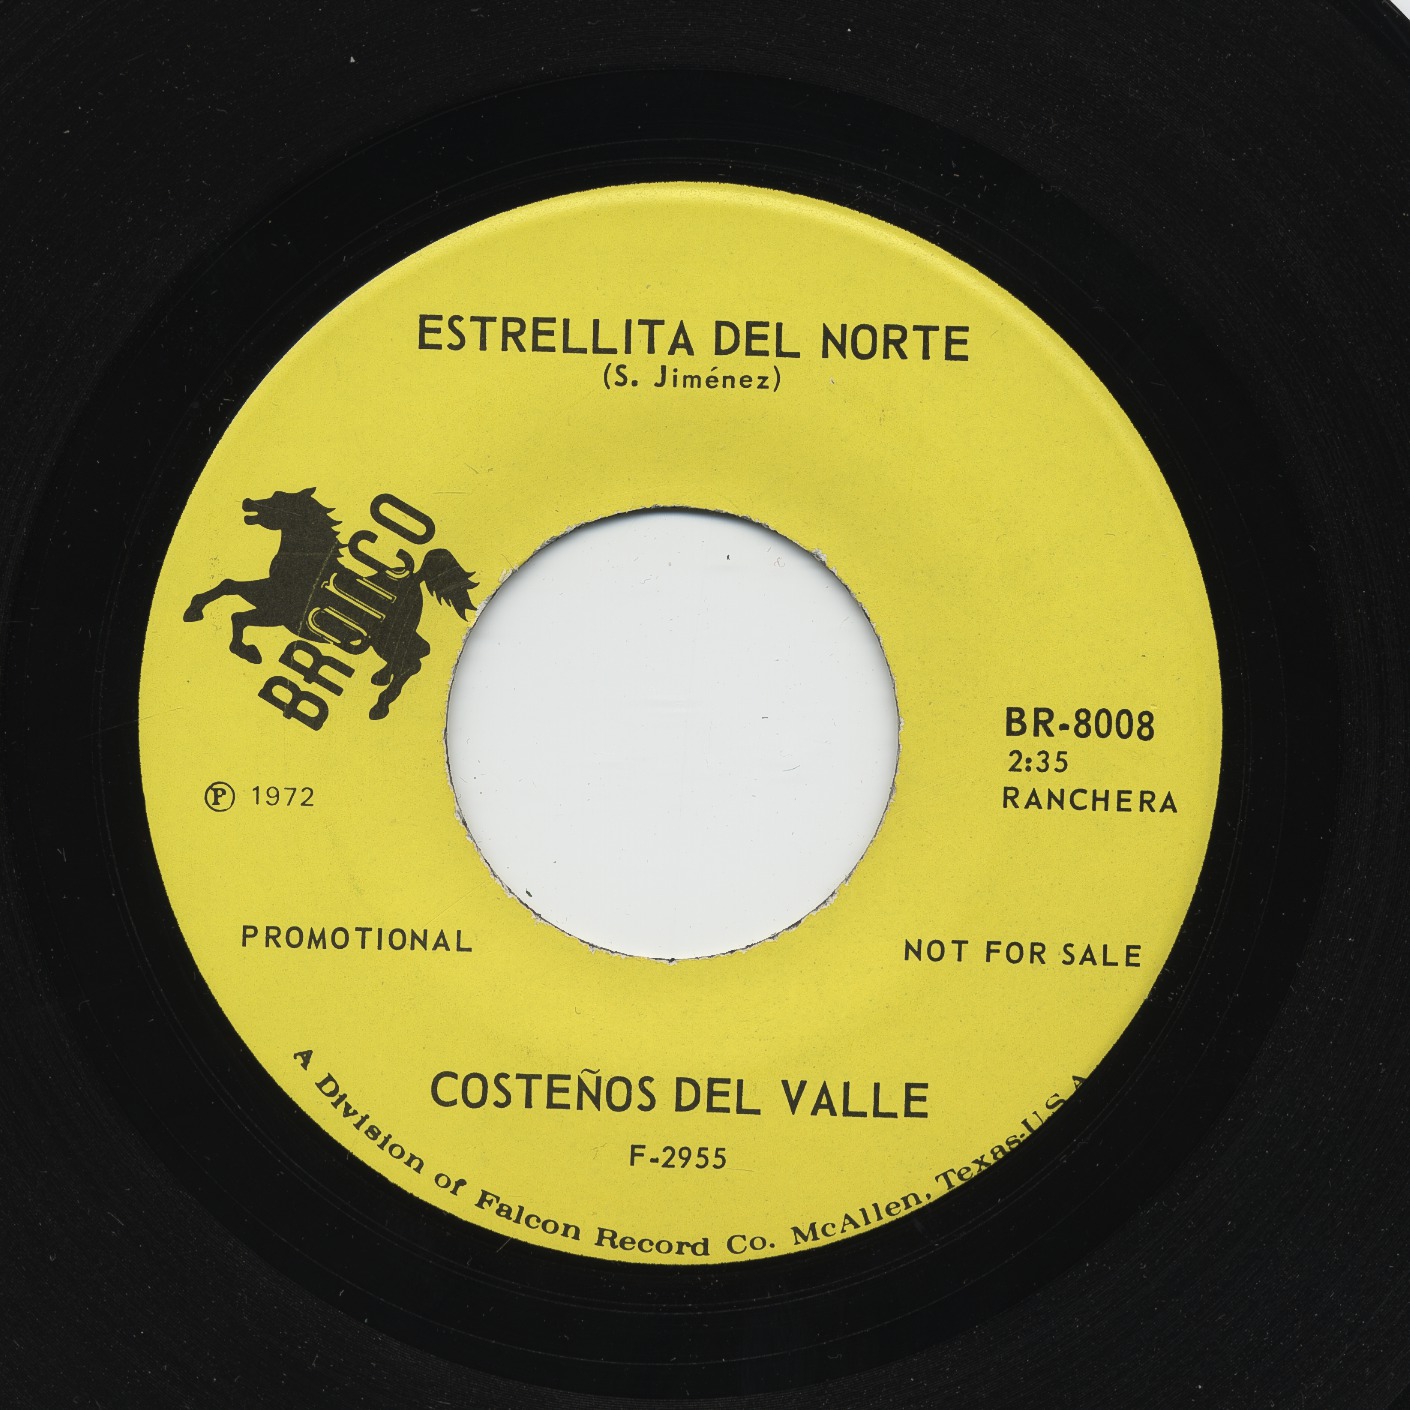 ESTRELLITA DEL NORTE
(S. Jiménez)
BRONCO
BR-8008
2:35
RANCHERA
Ⓟ 1972
PROMOTIONAL
NOT FOR SALE
COSTEÑOS DEL VALLE
F-2955
A Division of Falcon Record Co. McAllen, Texas-U.S.A.